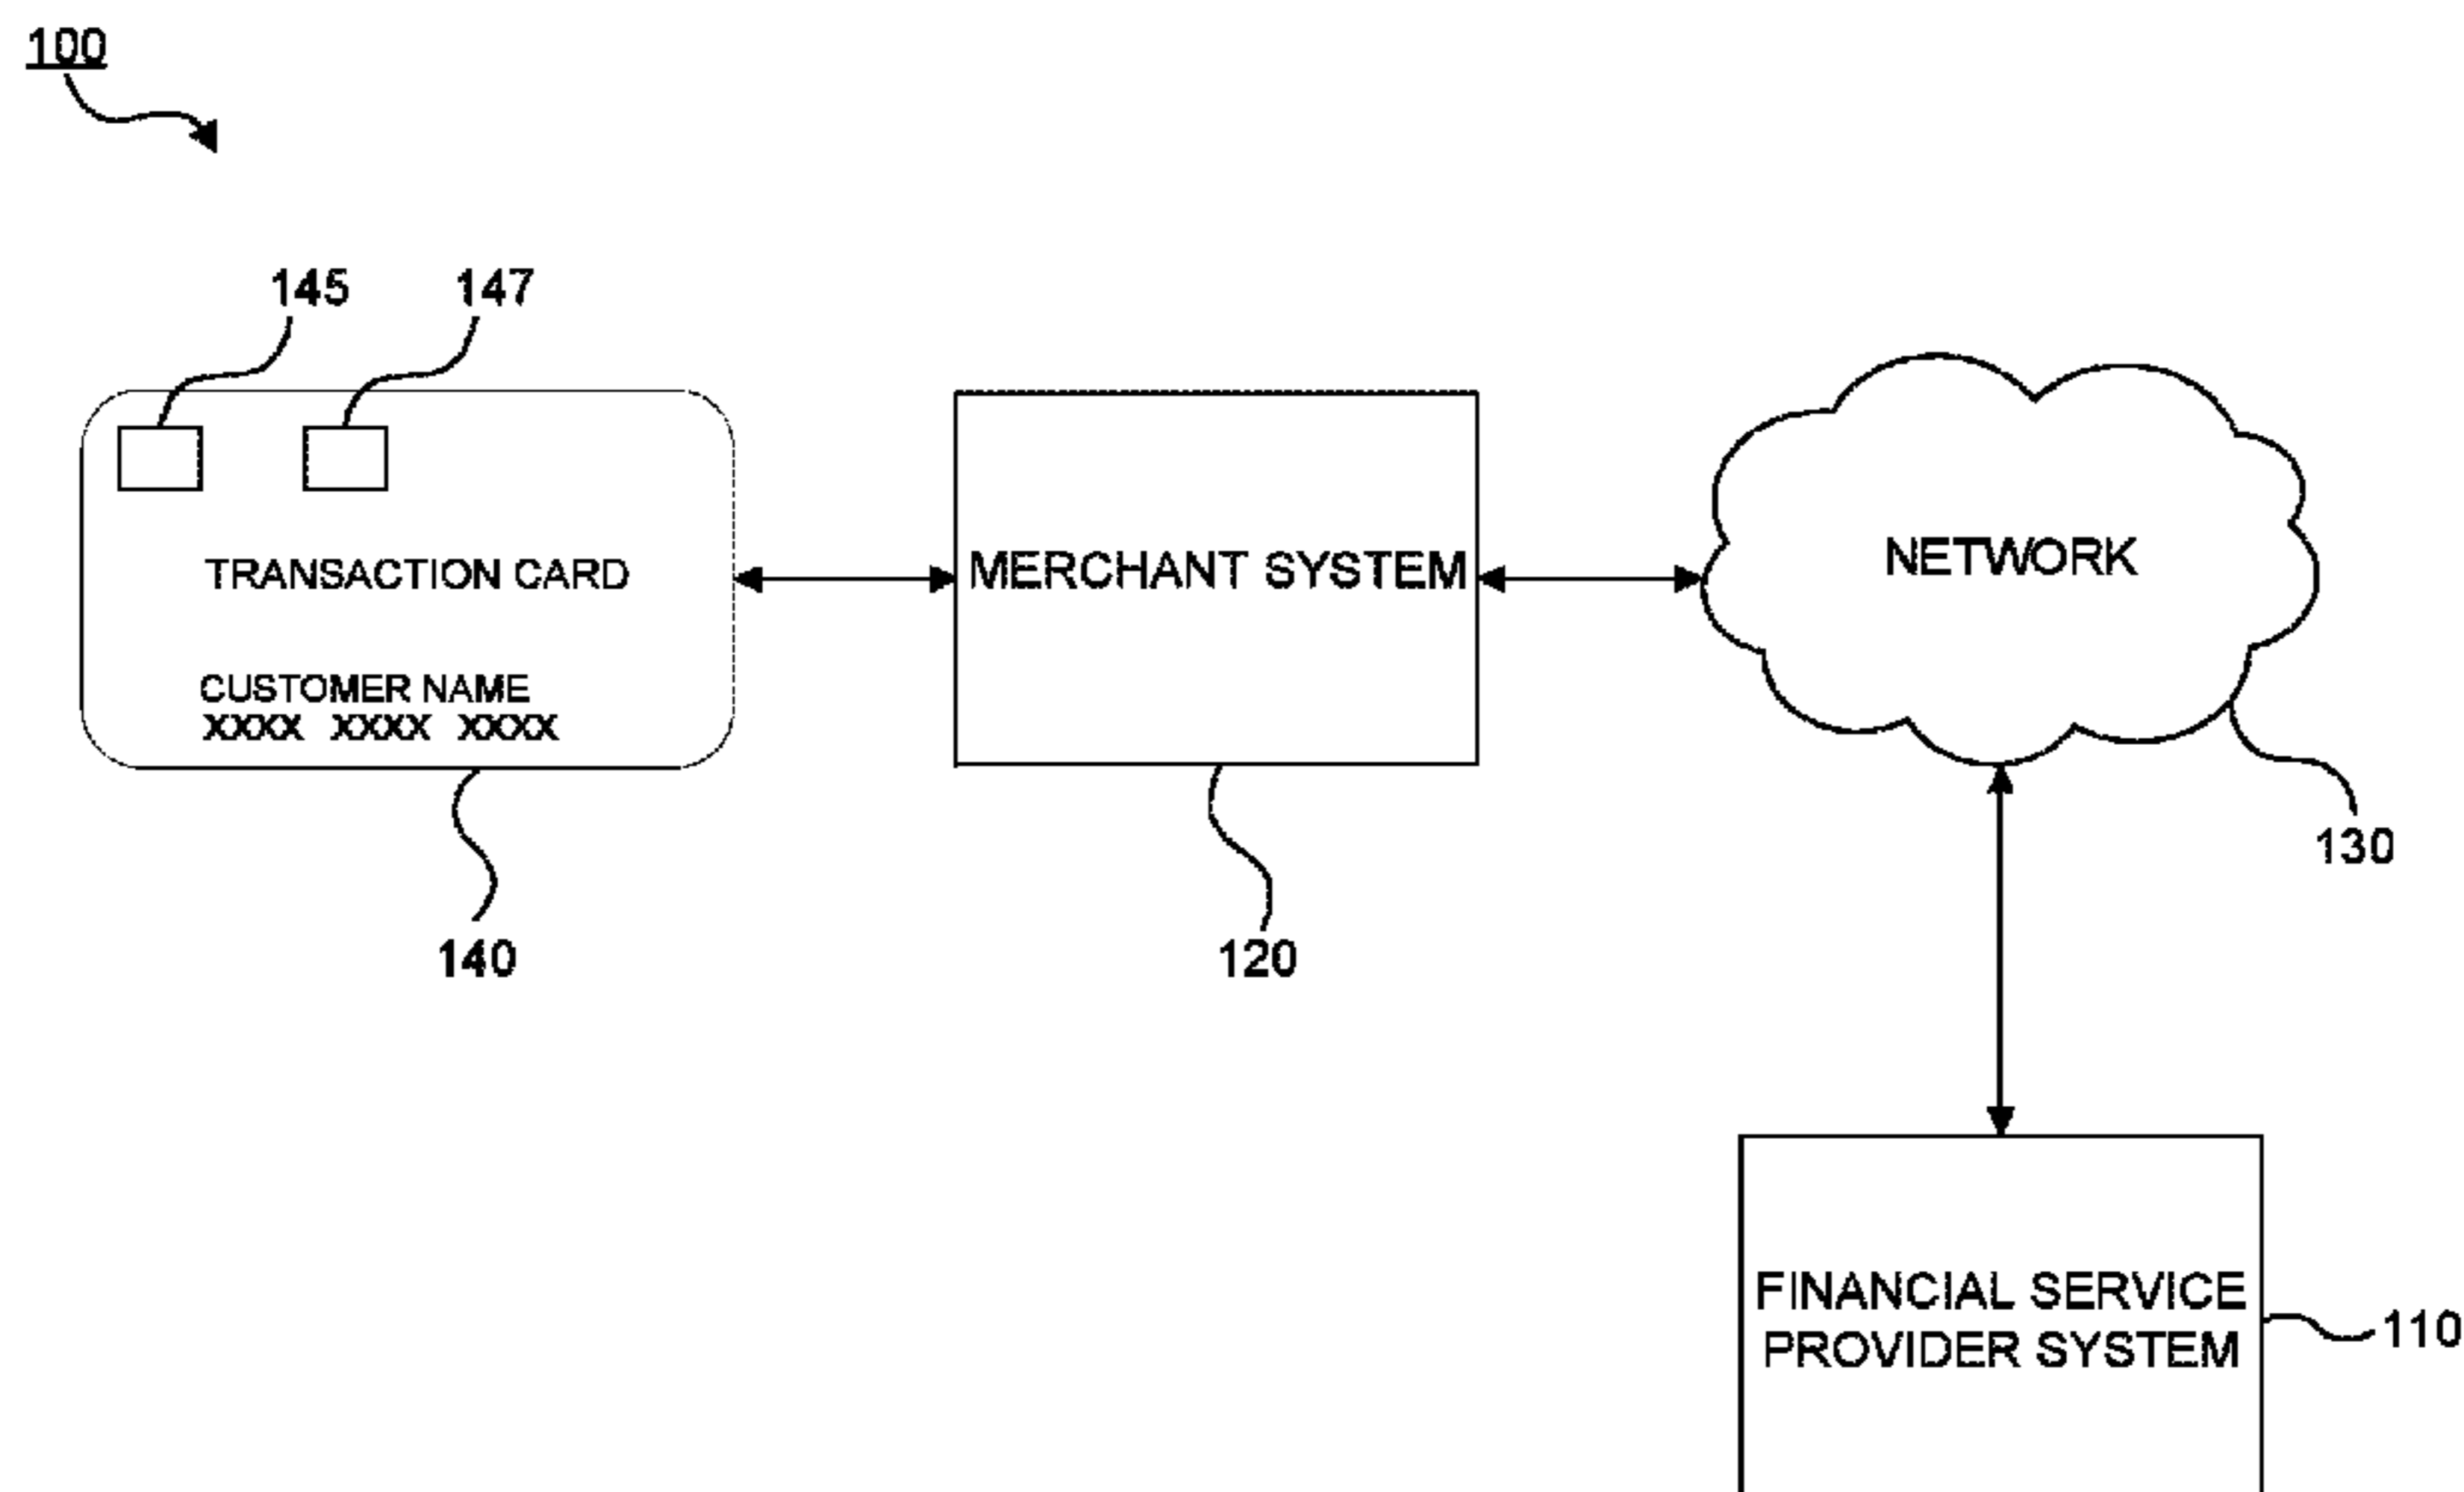 100
145
147
TRANSACTION CARD
CUSTOMER NAME
XXXX XXXX XXXX
140
MERCHANT SYSTEM
120
NETWORK
130
FINANCIAL SERVICE
PROVIDER SYSTEM
110